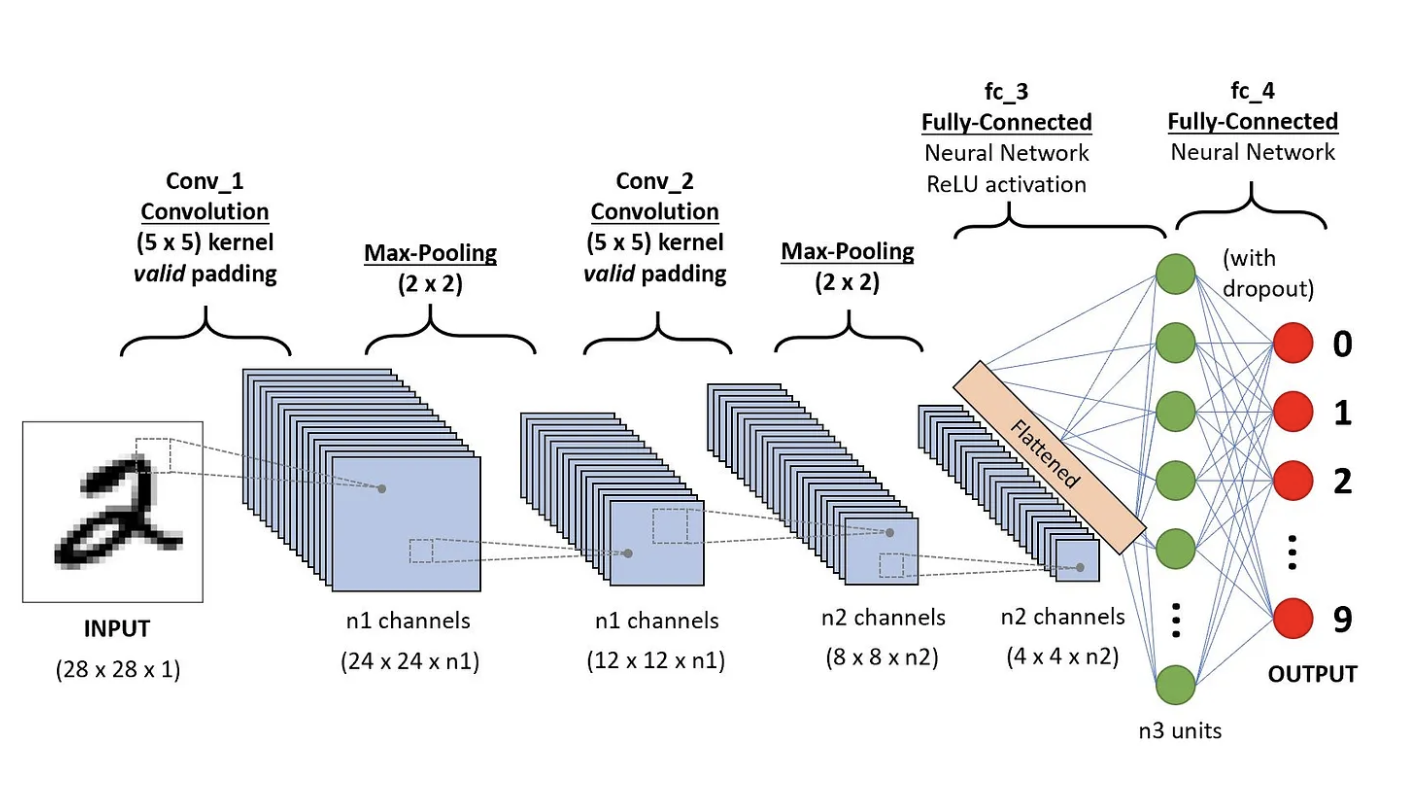 Conv_1
Convolution
(5 x 5) kernel
valid padding
Max-Pooling
(2 x 2)
Conv_2
Convolution
(5 x 5) kernel
valid padding
Max-Pooling
(2 x 2)
fc_3
Fully-Connected
Neural Network
ReLU activation
fc_4
Fully-Connected
Neural Network
(with
dropout)
2
INPUT
(28 x 28 x 1)
n1 channels
(24 x 24 x n1)
n1 channels
(12 x 12 x n1)
n2 channels
(8 x 8 x n2)
n2 channels
(4 x 4 x n2)
Flattened
n3 units
0
1
2
9
OUTPUT